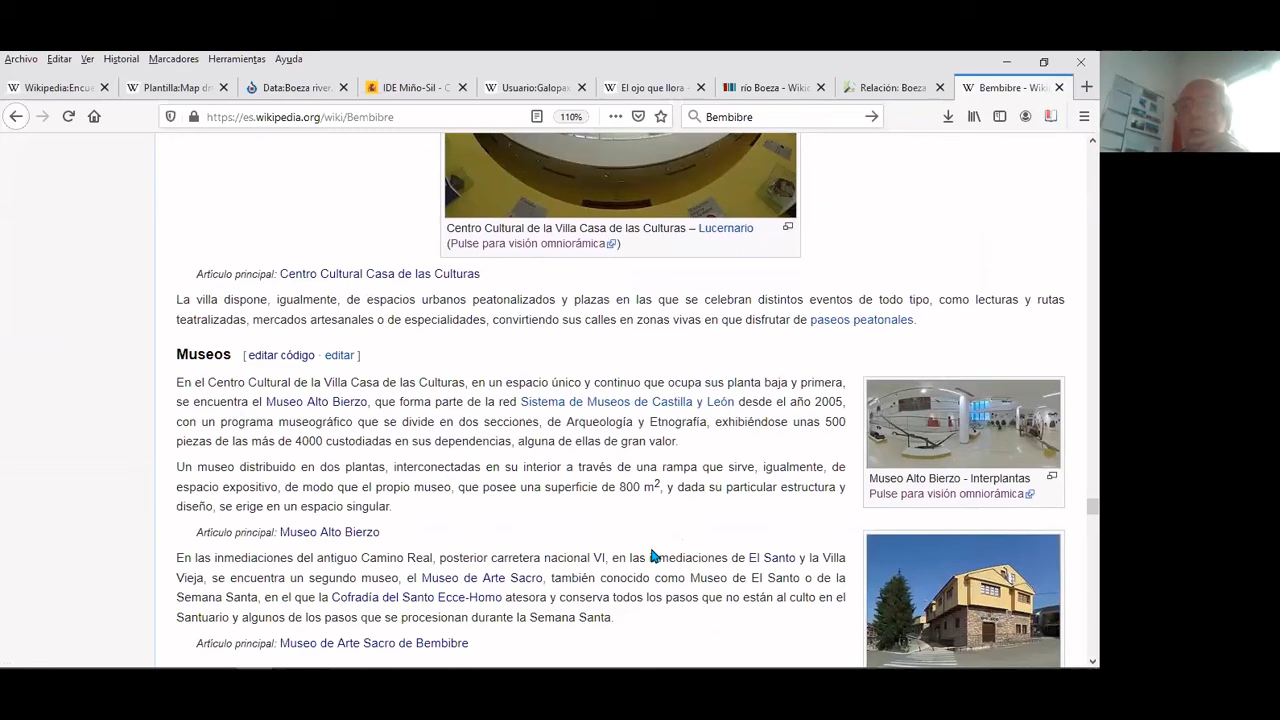 Archivo Editar Ver Historial Marcadores Herramientas Ayuda
Wikipedia:Encue Plantilla:Map dr Data:Boeza river. IDE Miño-Sil - C Usuario:Galopax El ojo que llora - río Boeza - Wikic Relación: Boeza Bembibre - Wiki
https://es.wikipedia.org/wiki/Bembibre 110% Bembibre
Centro Cultural de la Villa Casa de las Culturas – Lucernario
(Pulse para visión omniorámica)
Artículo principal: Centro Cultural Casa de las Culturas
La villa dispone, igualmente, de espacios urbanos peatonalizados y plazas en las que se celebran distintos eventos de todo tipo, como lecturas y rutas
teatralizadas, mercados artesanales o de especialidades, convirtiendo sus calles en zonas vivas en que disfrutar de paseos peatonales.
Museos [ editar código · editar ]
En el Centro Cultural de la Villa Casa de las Culturas, en un espacio único y continuo que ocupa sus planta baja y primera,
se encuentra el Museo Alto Bierzo, que forma parte de la red Sistema de Museos de Castilla y León desde el año 2005,
con un programa museográfico que se divide en dos secciones, de Arqueología y Etnografía, exhibiéndose unas 500
piezas de las más de 4000 custodiadas en sus dependencias, alguna de ellas de gran valor.
Un museo distribuido en dos plantas, interconectadas en su interior a través de una rampa que sirve, igualmente, de
espacio expositivo, de modo que el propio museo, que posee una superficie de 800 m², y dada su particular estructura y
diseño, se erige en un espacio singular.
Museo Alto Bierzo - Interplantas
Pulse para visión omniorámica
Artículo principal: Museo Alto Bierzo
En las inmediaciones del antiguo Camino Real, posterior carretera nacional VI, en las inmediaciones de El Santo y la Villa
Vieja, se encuentra un segundo museo, el Museo de Arte Sacro, también conocido como Museo de El Santo o de la
Semana Santa, en el que la Cofradía del Santo Ecce-Homo atesora y conserva todos los pasos que no están al culto en el
Santuario y algunos de los pasos que se procesionan durante la Semana Santa.
Artículo principal: Museo de Arte Sacro de Bembibre